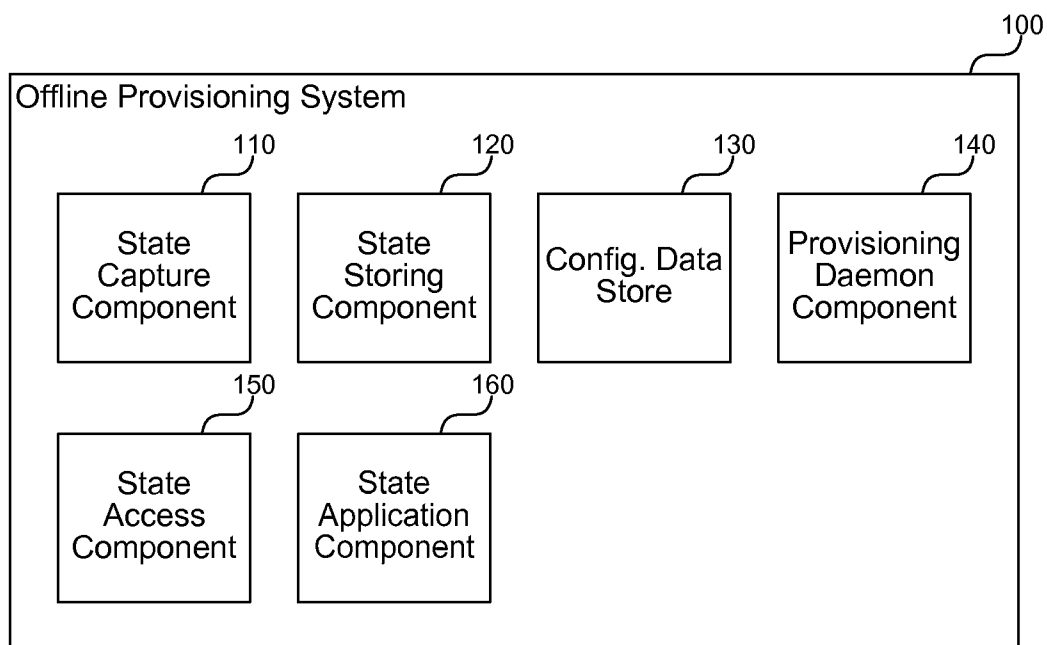 100
Offline Provisioning System
110
120
130
140
State
Capture
Component
State
Storing
Component
Config. Data
Store
Provisioning
Daemon
Component
150
160
State
Access
Component
State
Application
Component